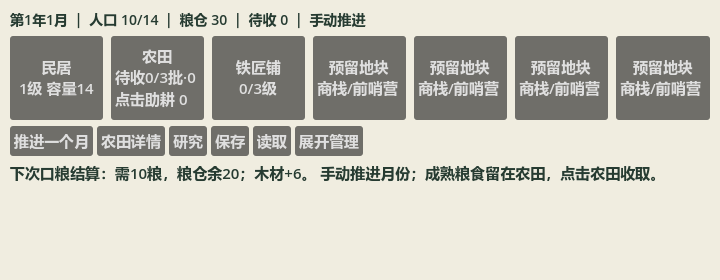 第1年1月 | 人口 10/14 | 粮仓 30 | 待收 0 | 手动推进
民居
1级 容量14
农田
待收0/3批·0
点击助耕 0
铁匠铺
0/3级
预留地块
商栈/前哨营
预留地块
商栈/前哨营
预留地块
商栈/前哨营
预留地块
商栈/前哨营
推进一个月 农田详情 研究 保存 读取 展开管理
下次口粮结算：需10粮，粮仓余20；木材+6。 手动推进月份；成熟粮食留在农田，点击农田收取。